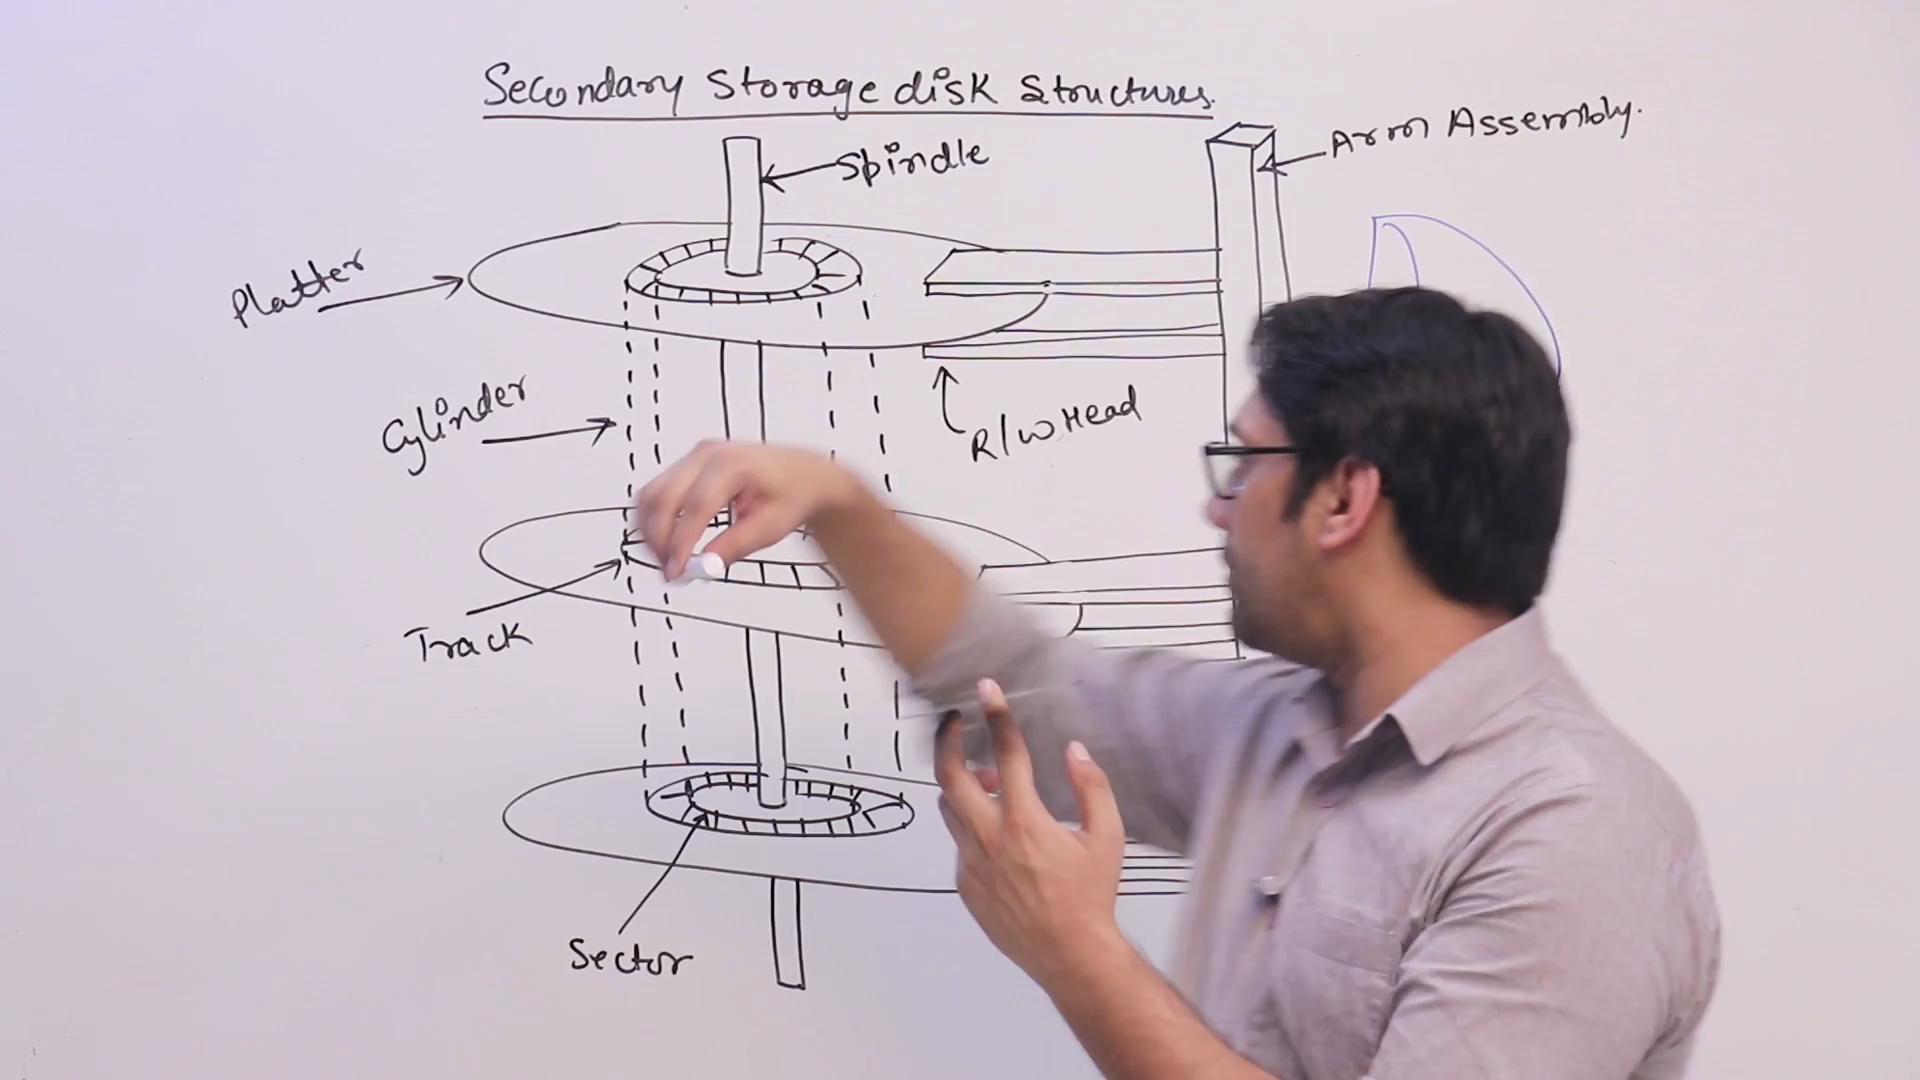 Secondary Storage disk Structures.
Spindle
Arm Assembly.
Platter
Cylinder
R/W Head
Track
Sector